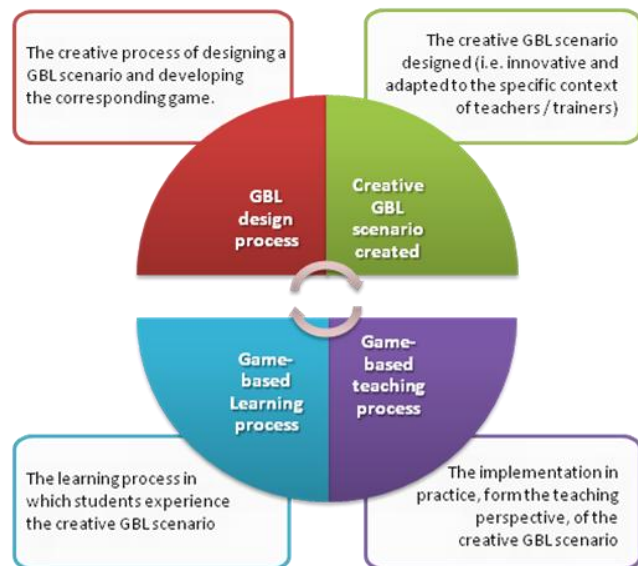 The creative process of designing a
GBL scenario and developing
the corresponding game.
The creative GBL scenario
designed (i.e. innovative and
adapted to the specific context
of teachers / trainers)
GBL
design
process
Creative
GBL
scenario
created
Game-
based
Learning
process
Game-
based
teaching
process
The learning process in
which students experience
the creative GBL scenario
The implementation in
practice, form the teaching
perspective, of the
creative GBL scenario